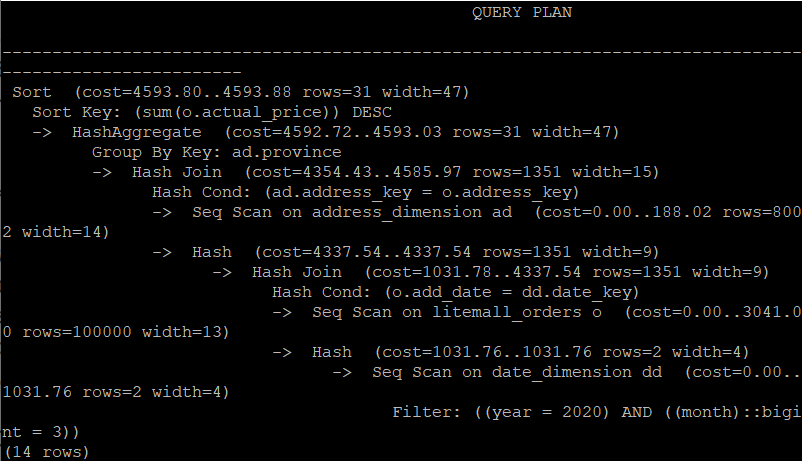 QUERY PLAN
--------------------------------------------------------------------------------
------------------------
Sort  (cost=4593.80..4593.88 rows=31 width=47)
Sort Key: (sum(o.actual_price)) DESC
->  HashAggregate  (cost=4592.72..4593.03 rows=31 width=47)
Group By Key: ad.province
->  Hash Join  (cost=4354.43..4585.97 rows=1351 width=15)
Hash Cond: (ad.address_key = o.address_key)
->  Seq Scan on address_dimension ad  (cost=0.00..188.02 rows=800
2 width=14)
->  Hash  (cost=4337.54..4337.54 rows=1351 width=9)
->  Hash Join  (cost=1031.78..4337.54 rows=1351 width=9)
Hash Cond: (o.add_date = dd.date_key)
->  Seq Scan on litemall_orders o  (cost=0.00..3041.0
0 rows=100000 width=13)
->  Hash  (cost=1031.76..1031.76 rows=2 width=4)
->  Seq Scan on date_dimension dd  (cost=0.00..
1031.76 rows=2 width=4)
Filter: ((year = 2020) AND ((month)::bigi
nt = 3))
(14 rows)